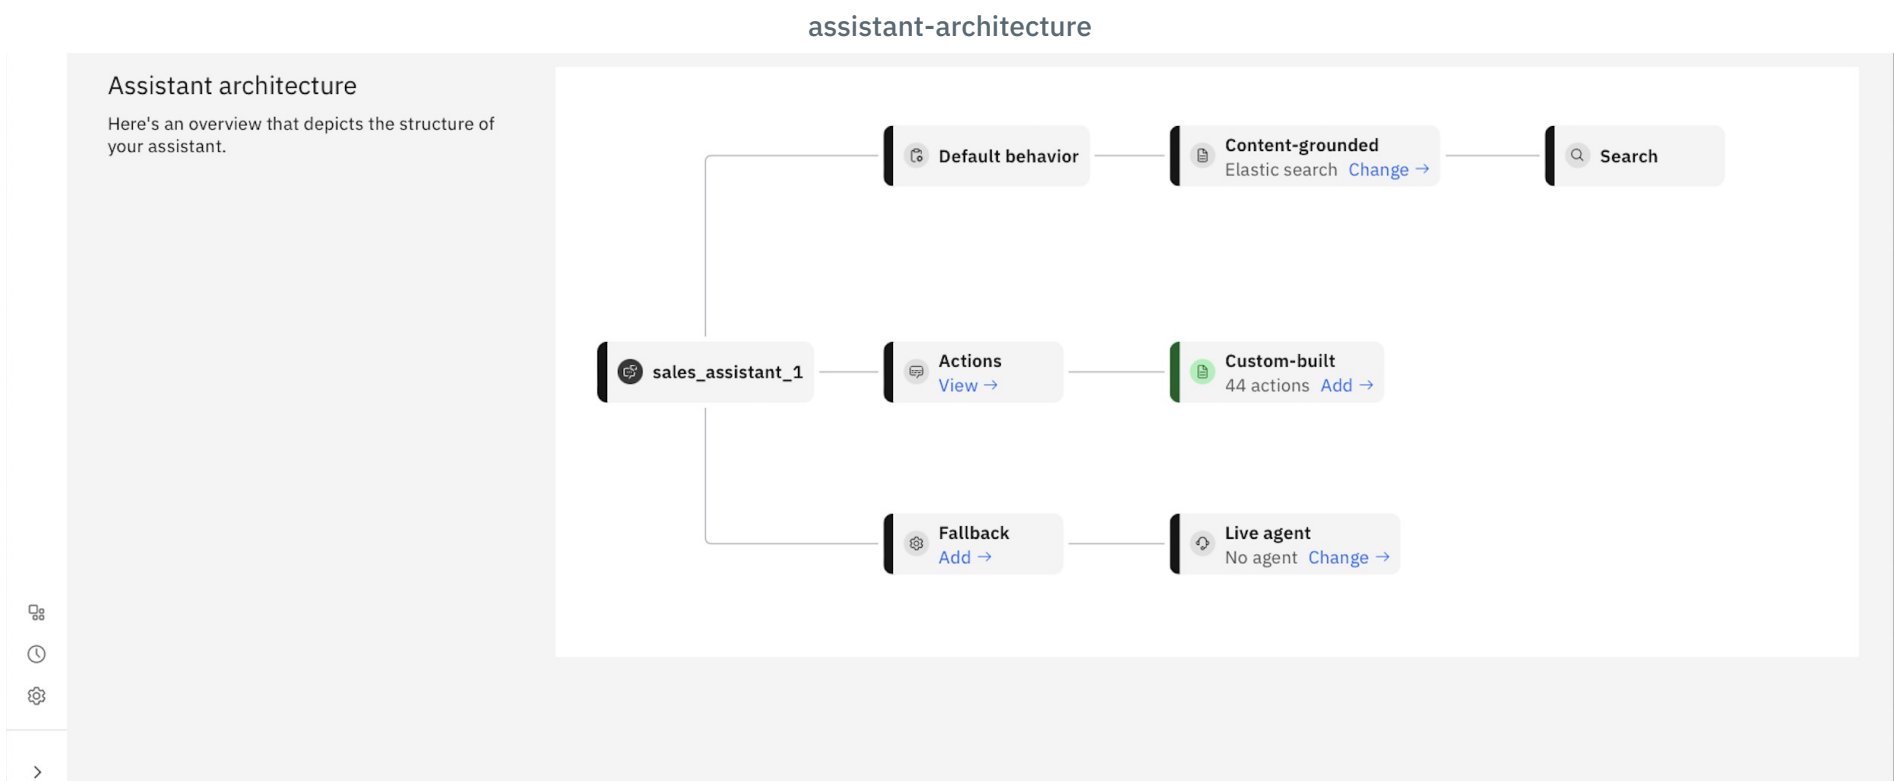 assistant-architecture
Assistant architecture
Here's an overview that depicts the structure of
your assistant.
Default behavior
Content-grounded
Elastic search Change →
Search
sales_assistant_1
Actions
View →
Custom-built
44 actions Add →
Fallback
Add →
Live agent
No agent Change →